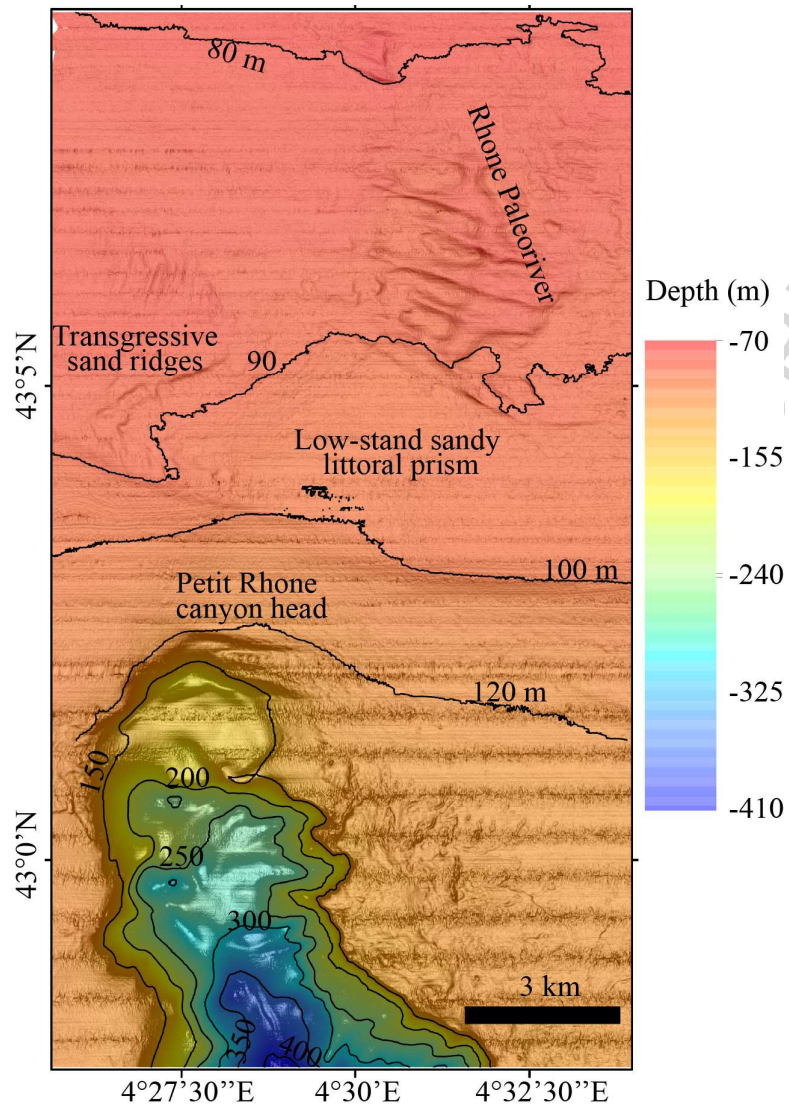 80 m
Rhone Paleoriver
Depth (m)
-70
-155
-240
-325
-410
Transgressive
sand ridges
90
43°5'N
Low-stand sandy
littoral prism
100 m
Petit Rhone
canyon head
120 m
150
200
43°0'N
250
300
3 km
350
400
4°27'30’’E
4°30'E
4°32'30’’E